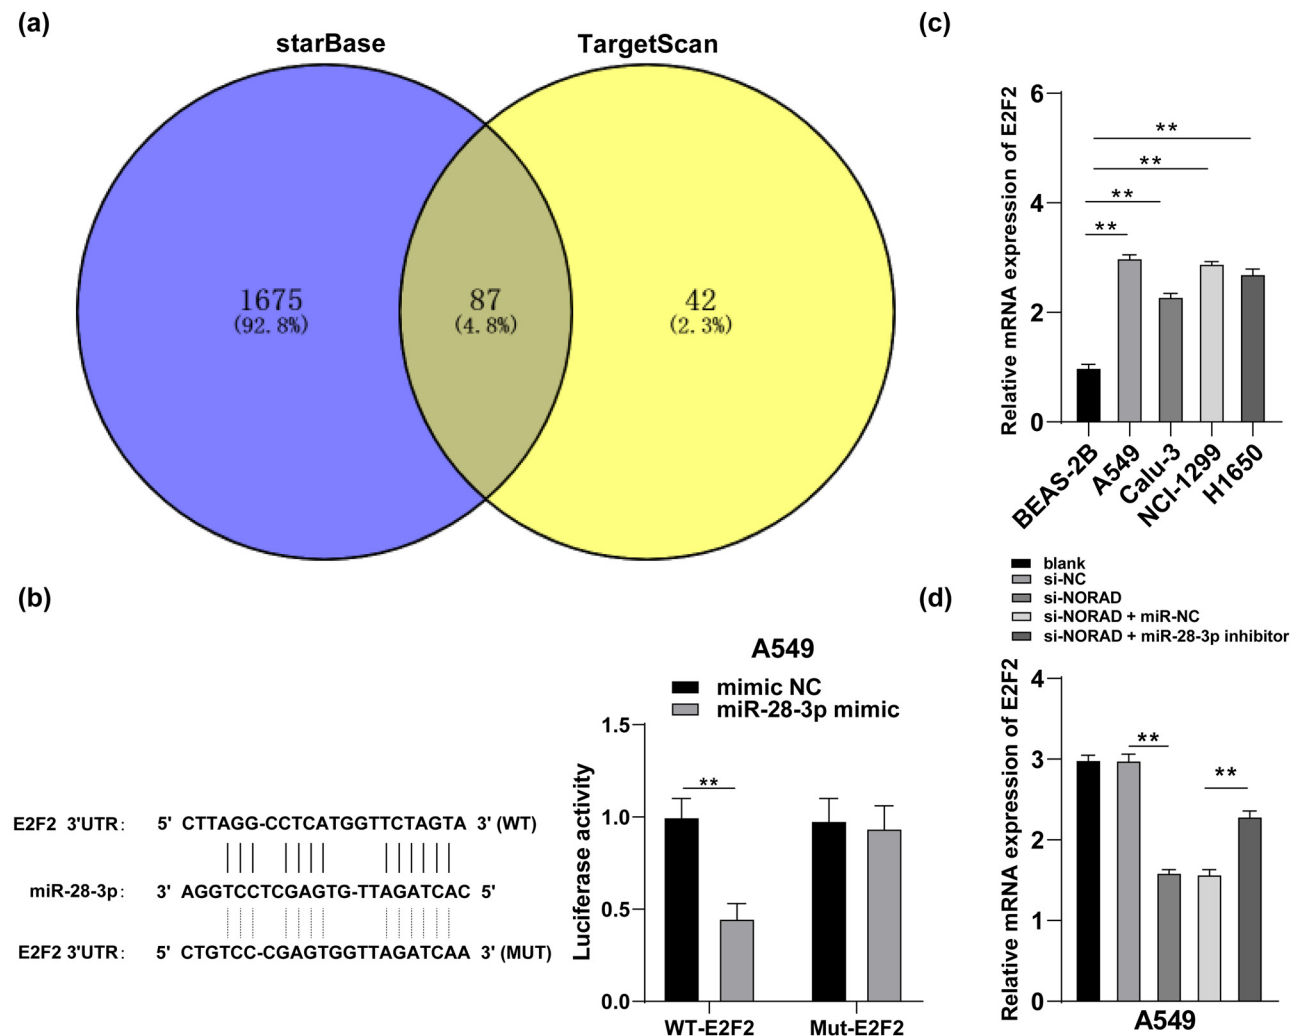 (a)
starBase
TargetScan
1675
(92.8%)
87
(4.8%)
42
(2.3%)
(b)
E2F2 3'UTR: 5' CTTAGG-CCTCATGGTTCTAGTA 3' (WT)
miR-28-3p: 3' AGGTCCTCGAGTG-TTAGATCAC 5'
E2F2 3'UTR: 5' CTGTCC-CGAGTGGTTAGATCAA 3' (MUT)
A549
mimic NC
miR-28-3p mimic
Luciferase activity
1.5
1.0
0.5
0.0
**
WT-E2F2
Mut-E2F2
(c)
Relative mRNA expression of E2F2
6
4
2
0
**
**
**
**
BEAS-2B
A549
Calu-3
NCI-1299
H1650
(d)
blank
si-NC
si-NORAD
si-NORAD + miR-NC
si-NORAD + miR-28-3p inhibitor
Relative mRNA expression of E2F2
4
3
2
1
0
**
**
A549